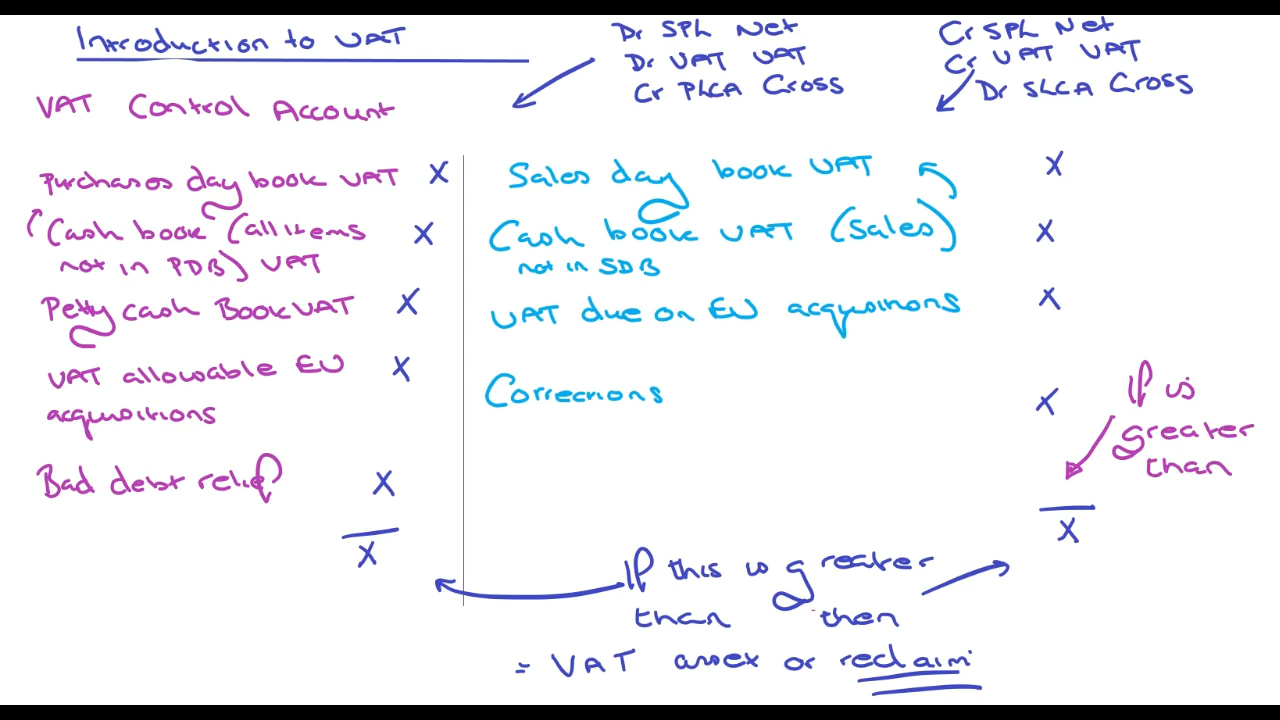 Introduction to VAT
Dr SPL Net
Dr VAT VAT
Cr PLCA Gross
Cr SPL Net
Cr VAT VAT
Dr SLCA Gross
VAT Control Account
Purchases day book VAT X
Cash book (all items X
not in PDB) VAT
Petty cash Book VAT X
VAT allowable EU X
acquisitions
Bad debt relief X
X
Sales day book VAT X
Cash book VAT (sales) X
not in SDB
VAT due on EU acquisitions X
Corrections X
X
If is
greater
than
If this is greater
than then
= VAT asset or reclaim